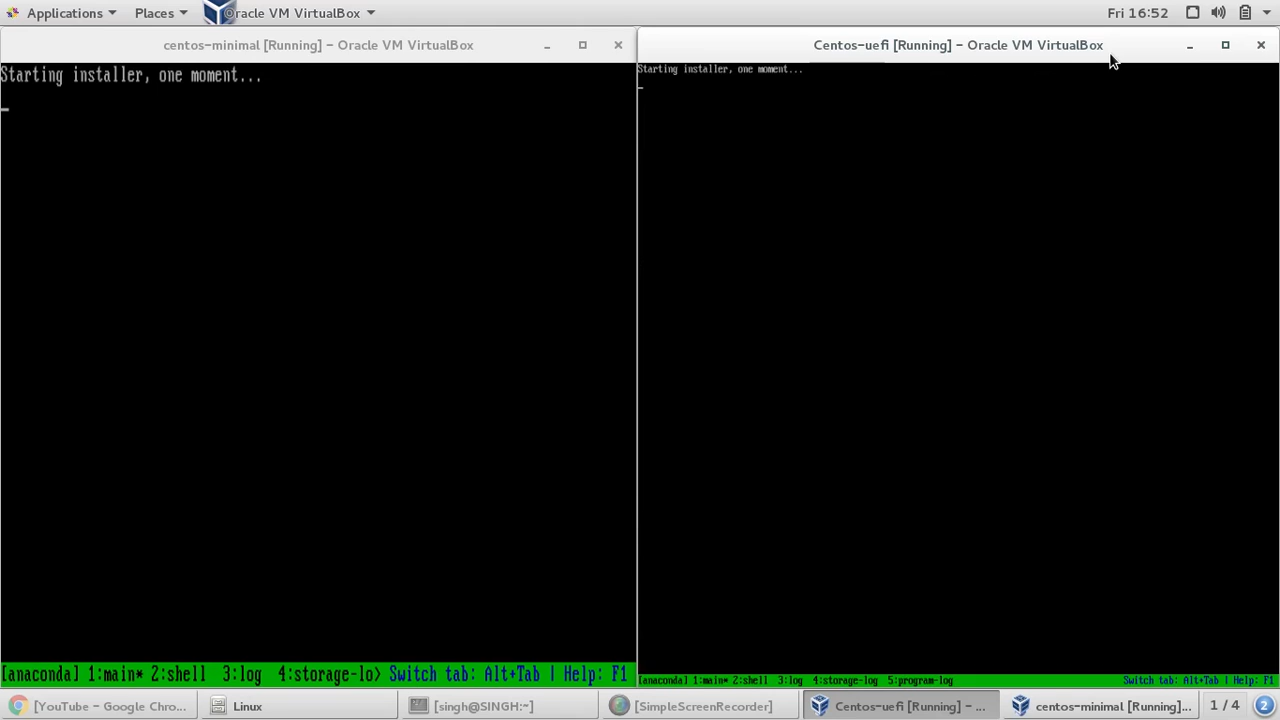 Applications Places Oracle VM VirtualBox Fri 16:52
centos-minimal [Running] – Oracle VM VirtualBox
Starting installer, one moment...
[anaconda] 1:main* 2:shell 3:log 4:storage-lo> Switch tab: Alt+Tab | Help: F1
Centos-uefi [Running] – Oracle VM VirtualBox
Starting installer, one moment...
[anaconda] 1:main* 2:shell 3:log 4:storage-log 5:program-log Switch tab: Alt+Tab | Help: F1
[YouTube – Google Chro... Linux [singh@SINGH:~] [SimpleScreenRecorder] Centos-uefi [Running] – ... centos-minimal [Running]... 1 / 4 2